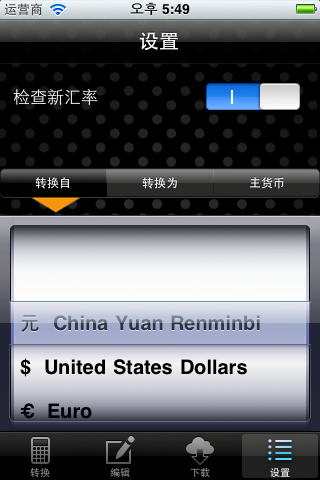 运营商 오후 5:49
设置
检查新汇率
转换自 转换为 主货币
元 China Yuan Renminbi
$ United States Dollars
€ Euro
转换 编辑 下载 设置